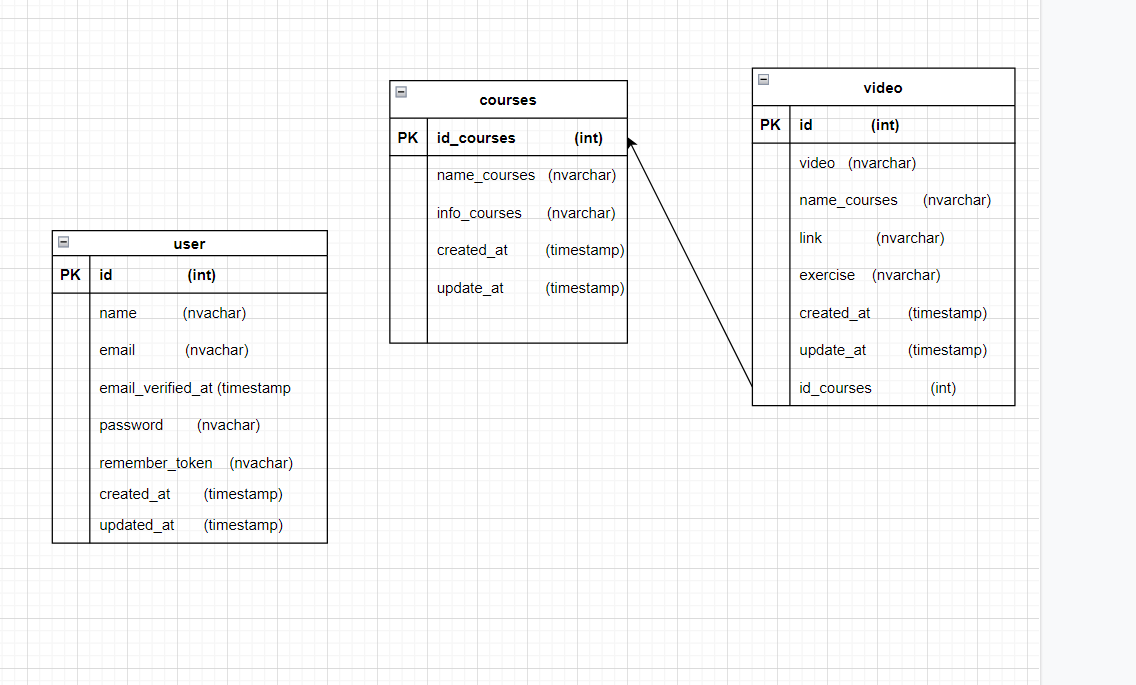 user
PK id (int)
name (nvachar)
email (nvachar)
email_verified_at (timestamp
password (nvachar)
remember_token (nvachar)
created_at (timestamp)
updated_at (timestamp)
courses
PK id_courses (int)
name_courses (nvarchar)
info_courses (nvarchar)
created_at (timestamp)
update_at (timestamp)
video
PK id (int)
video (nvarchar)
name_courses (nvarchar)
link (nvarchar)
exercise (nvarchar)
created_at (timestamp)
update_at (timestamp)
id_courses (int)